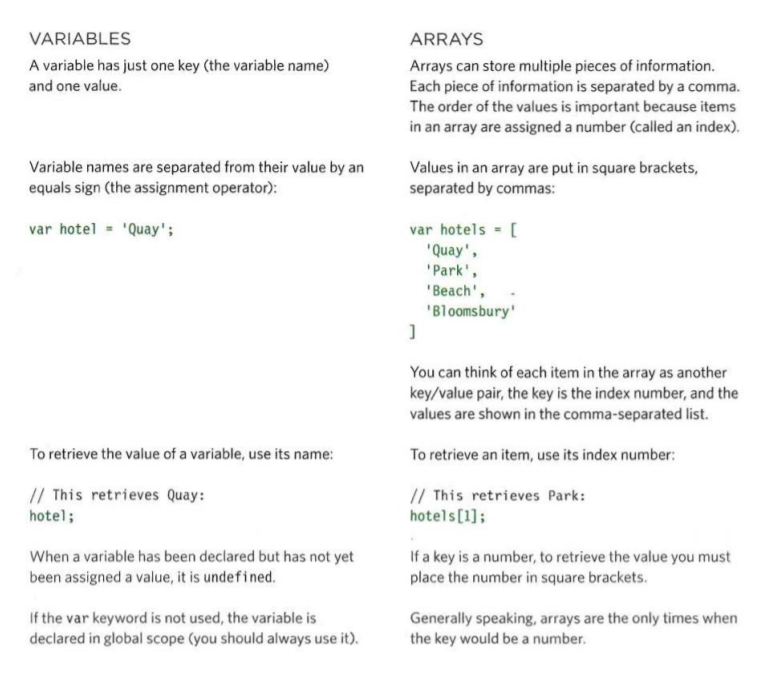 VARIABLES
A variable has just one key (the variable name)
and one value.
Variable names are separated from their value by an
equals sign (the assignment operator):
var hotel = 'Quay';
To retrieve the value of a variable, use its name:
// This retrieves Quay:
hotel;
When a variable has been declared but has not yet
been assigned a value, it is undefined.
If the var keyword is not used, the variable is
declared in global scope (you should always use it).
ARRAYS
Arrays can store multiple pieces of information.
Each piece of information is separated by a comma.
The order of the values is important because items
in an array are assigned a number (called an index).
Values in an array are put in square brackets,
separated by commas:
var hotels = [
'Quay',
'Park',
'Beach',
'Bloomsbury'
]
You can think of each item in the array as another
key/value pair, the key is the index number, and the
values are shown in the comma-separated list.
To retrieve an item, use its index number:
// This retrieves Park:
hotels[1];
If a key is a number, to retrieve the value you must
place the number in square brackets.
Generally speaking, arrays are the only times when
the key would be a number.